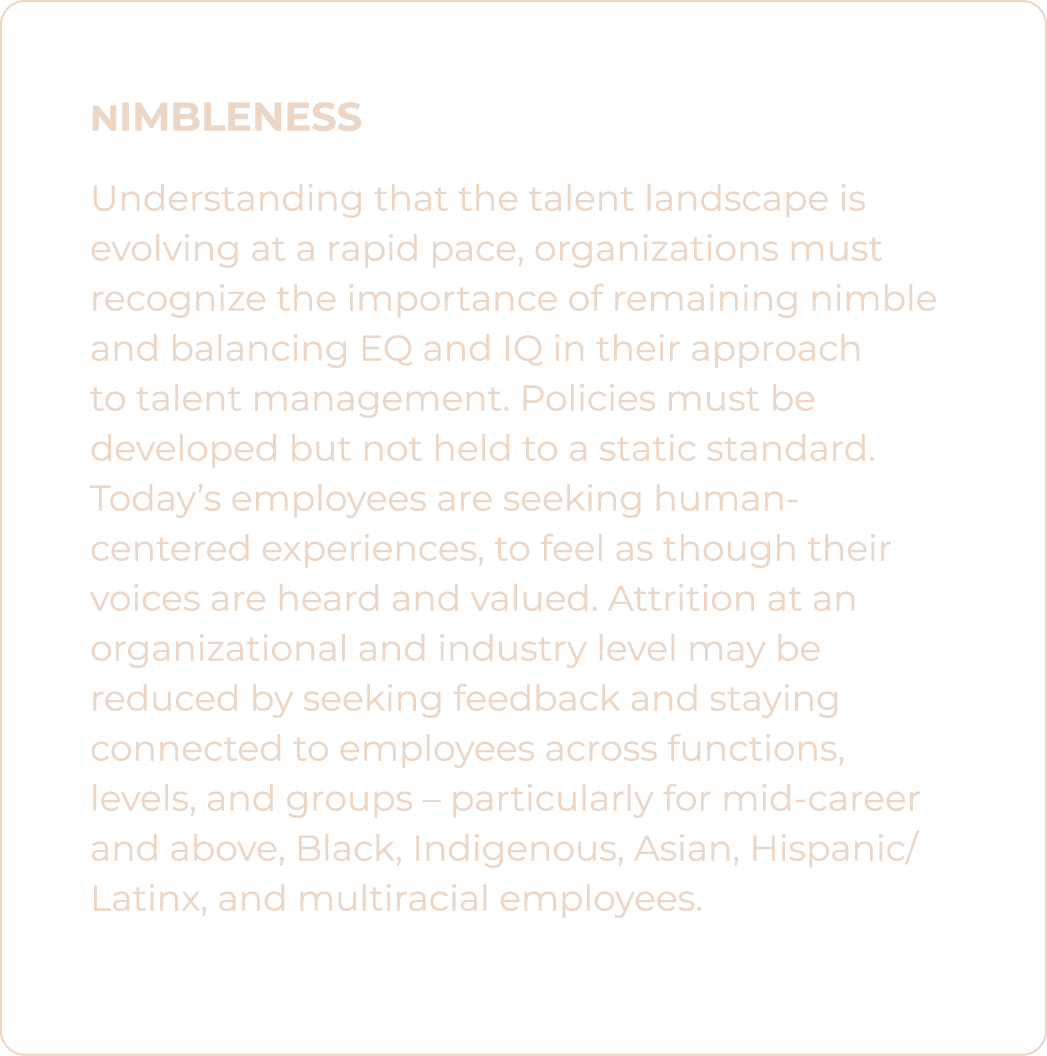 NIMBLENESS
Understanding that the talent landscape is
evolving at a rapid pace, organizations must
recognize the importance of remaining nimble
and balancing EQ and IQ in their approach
to talent management. Policies must be
developed but not held to a static standard.
Today’s employees are seeking human-
centered experiences, to feel as though their
voices are heard and valued. Attrition at an
organizational and industry level may be
reduced by seeking feedback and staying
connected to employees across functions,
levels, and groups – particularly for mid-career
and above, Black, Indigenous, Asian, Hispanic/
Latinx, and multiracial employees.